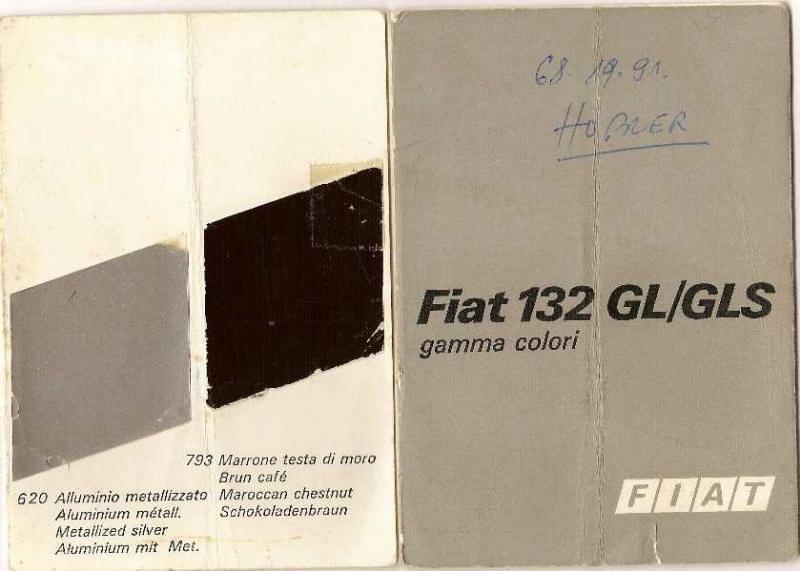 793 Marrone testa di moro
Brun café
Maroccan chestnut
Schokoladenbraun
620 Alluminio metallizzato
Aluminium métall.
Metallized silver
Aluminium mit Met.
68.19.91.
HOBLER
Fiat 132 GL/GLS
gamma colori
FIAT